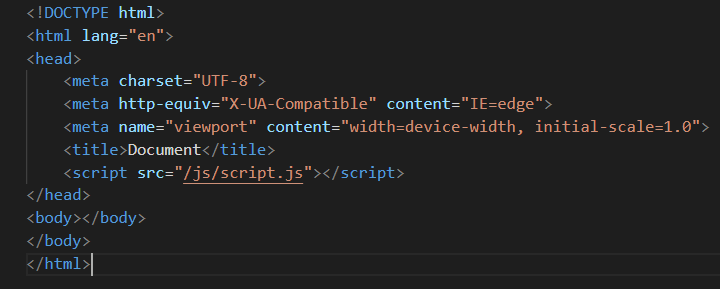 <!DOCTYPE html>
<html lang="en">
<head>
    <meta charset="UTF-8">
    <meta http-equiv="X-UA-Compatible" content="IE=edge">
    <meta name="viewport" content="width=device-width, initial-scale=1.0">
    <title>Document</title>
    <script src="/js/script.js"></script>
</head>
<body></body>
</body>
</html>